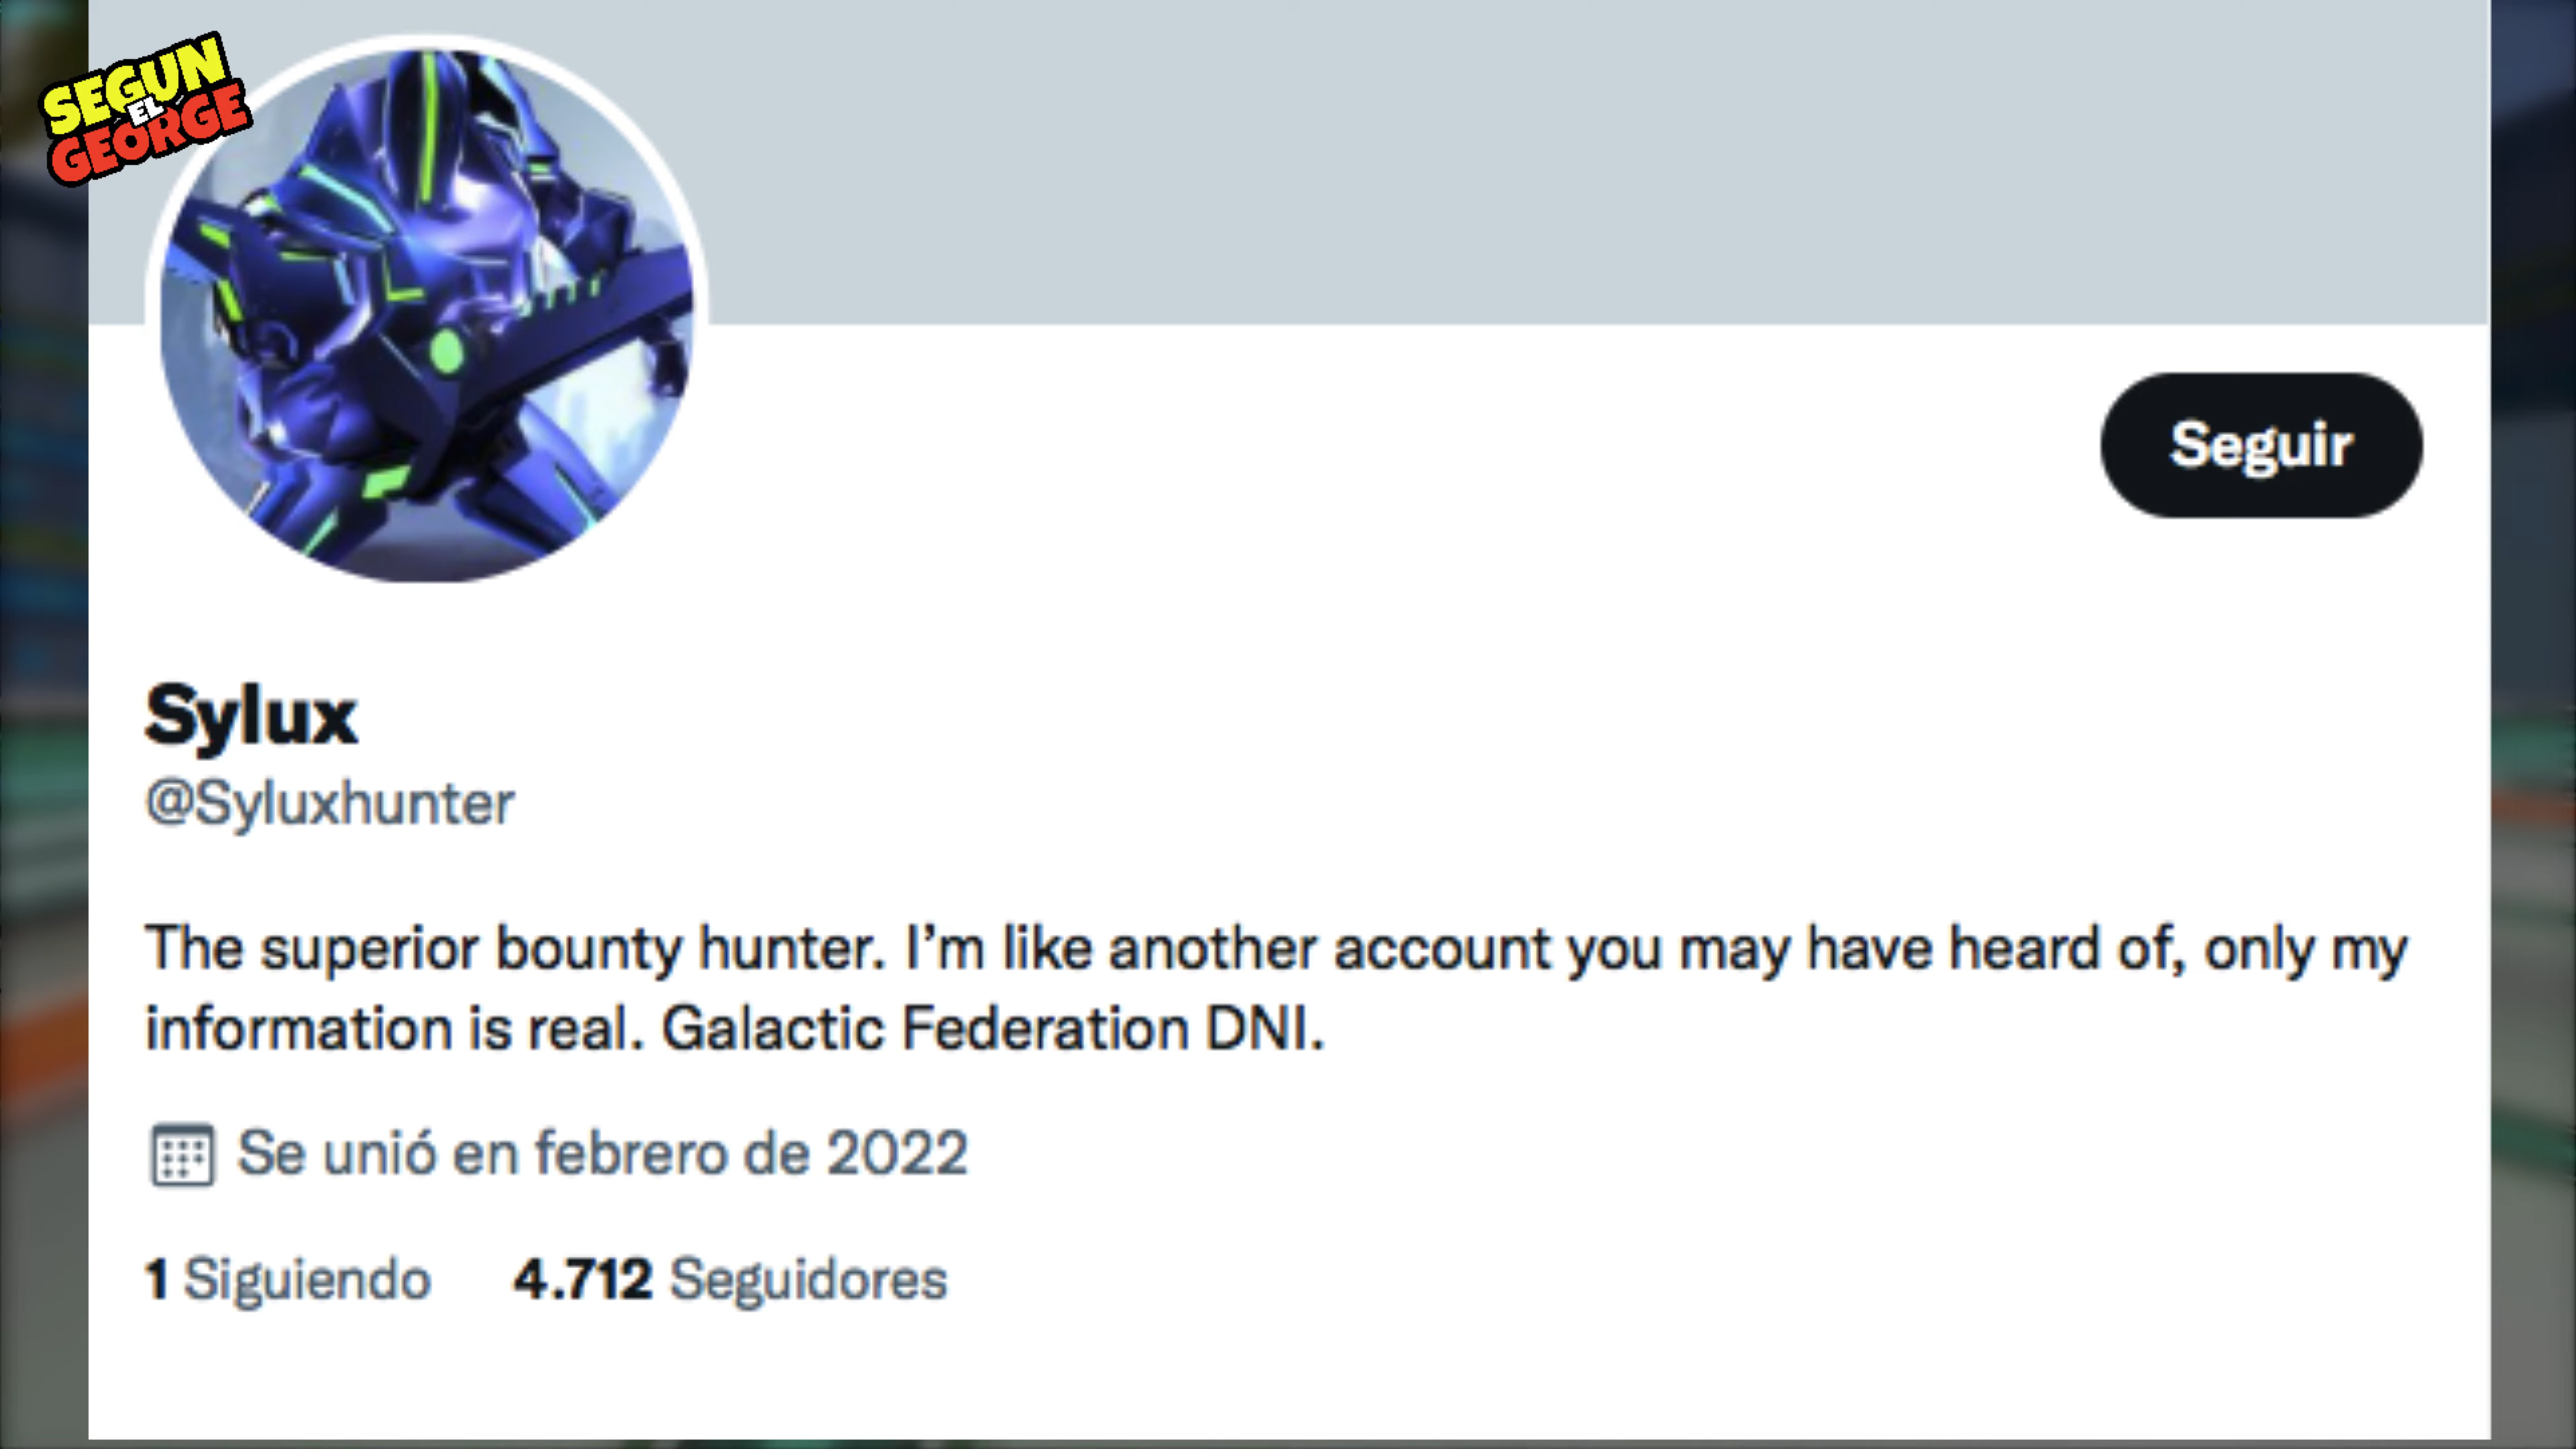 SEGUN
EL
GEORGE
Seguir
Sylux
@Syluxhunter
The superior bounty hunter. I’m like another account you may have heard of, only my
information is real. Galactic Federation DNI.
Se unió en febrero de 2022
1 Siguiendo 4.712 Seguidores